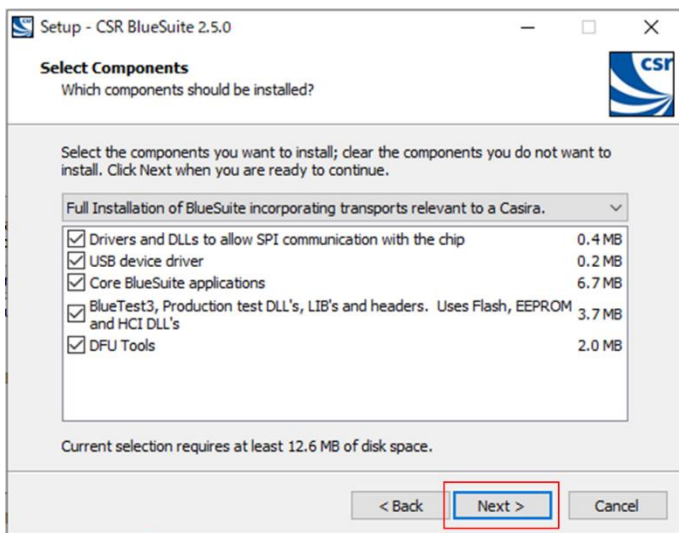 Setup - CSR BlueSuite 2.5.0
Select Components
Which components should be installed?
csr
Select the components you want to install; clear the components you do not want to
install. Click Next when you are ready to continue.
Full Installation of BlueSuite incorporating transports relevant to a Casira.
Drivers and DLLs to allow SPI communication with the chip 0.4 MB
USB device driver 0.2 MB
Core BlueSuite applications 6.7 MB
BlueTest3, Production test DLL's, LIB's and headers. Uses Flash, EEPROM 3.7 MB
and HCI DLL's
DFU Tools 2.0 MB
Current selection requires at least 12.6 MB of disk space.
< Back Next > Cancel